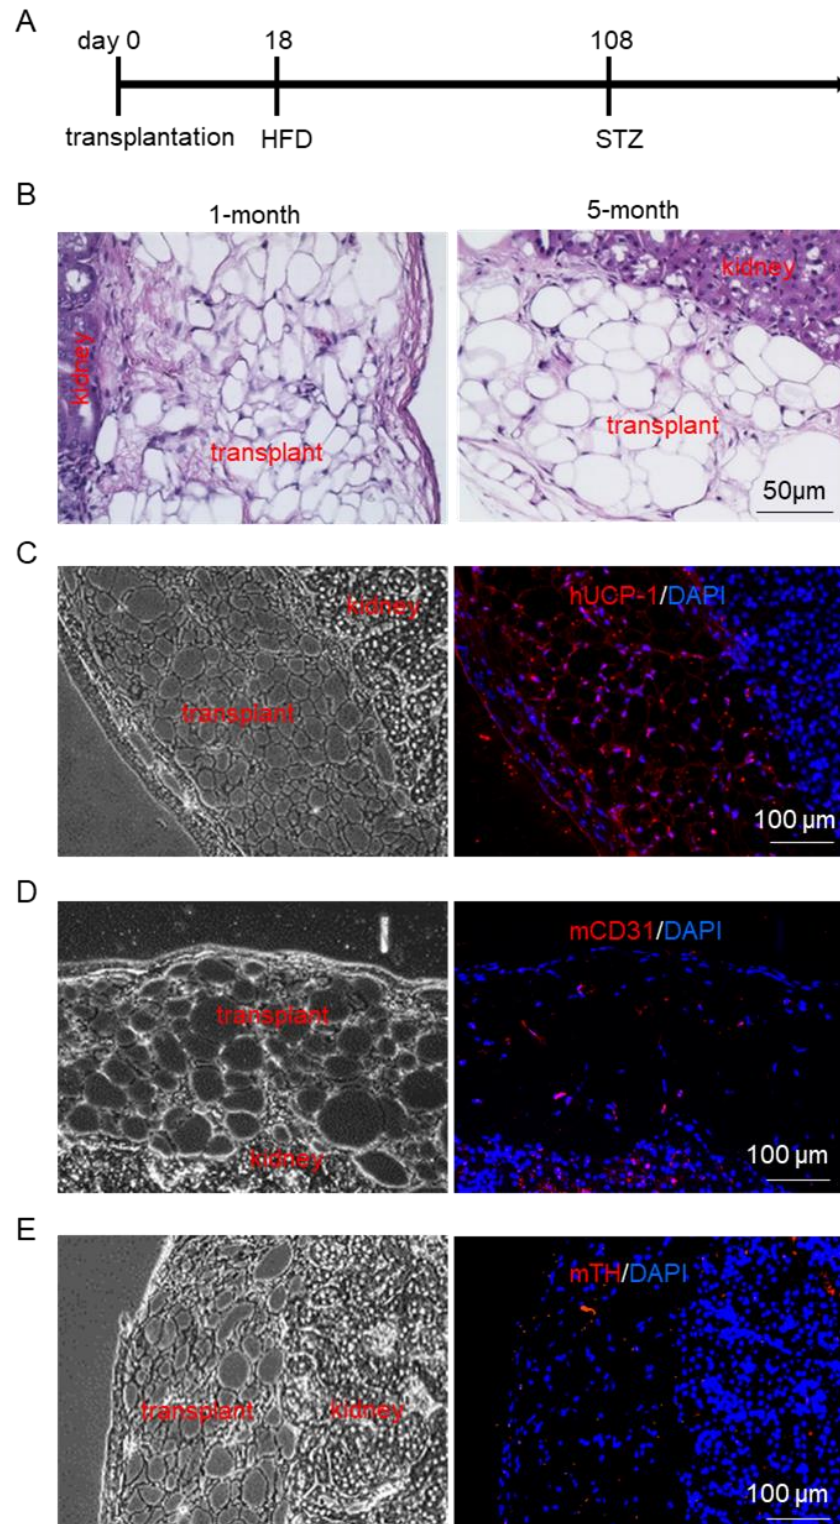 A
day 0 18 108
transplantation HFD STZ
B
1-month 5-month
kidney
transplant
kidney
transplant
50µm
C
kidney
transplant
hUCP-1/DAPI
100 µm
D
transplant
kidney
mCD31/DAPI
100 µm
E
transplant kidney
mTH/DAPI
100 µm